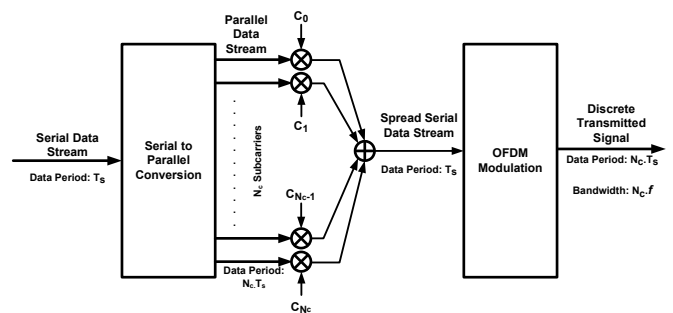 Parallel
Data
Stream
C0
C1
Serial Data
Stream
Data Period: Ts
Serial to
Parallel
Conversion
Nc Subcarriers
CNc-1
Data Period:
Nc.Ts
CNc
Spread Serial
Data Stream
Data Period: Ts
OFDM
Modulation
Discrete
Transmitted
Signal
Data Period: NC.TS
Bandwidth: NC.f